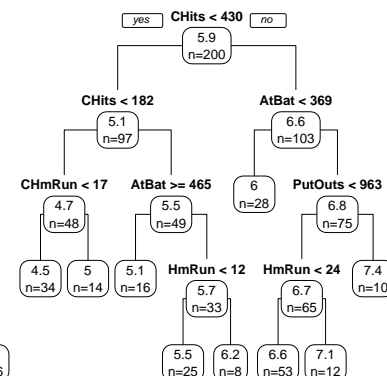 CHits < 430
yes
no
5.9
n=200
CHits < 182
AtBat < 369
5.1
n=97
6.6
n=103
CHmRun < 17
AtBat >= 465
PutOuts < 963
4.7
n=48
5.5
n=49
6
n=28
6.8
n=75
HmRun < 12
HmRun < 24
4.5
n=34
5
n=14
5.1
n=16
5.7
n=33
6.7
n=65
7.4
n=10
5.5
n=25
6.2
n=8
6.6
n=53
7.1
n=12